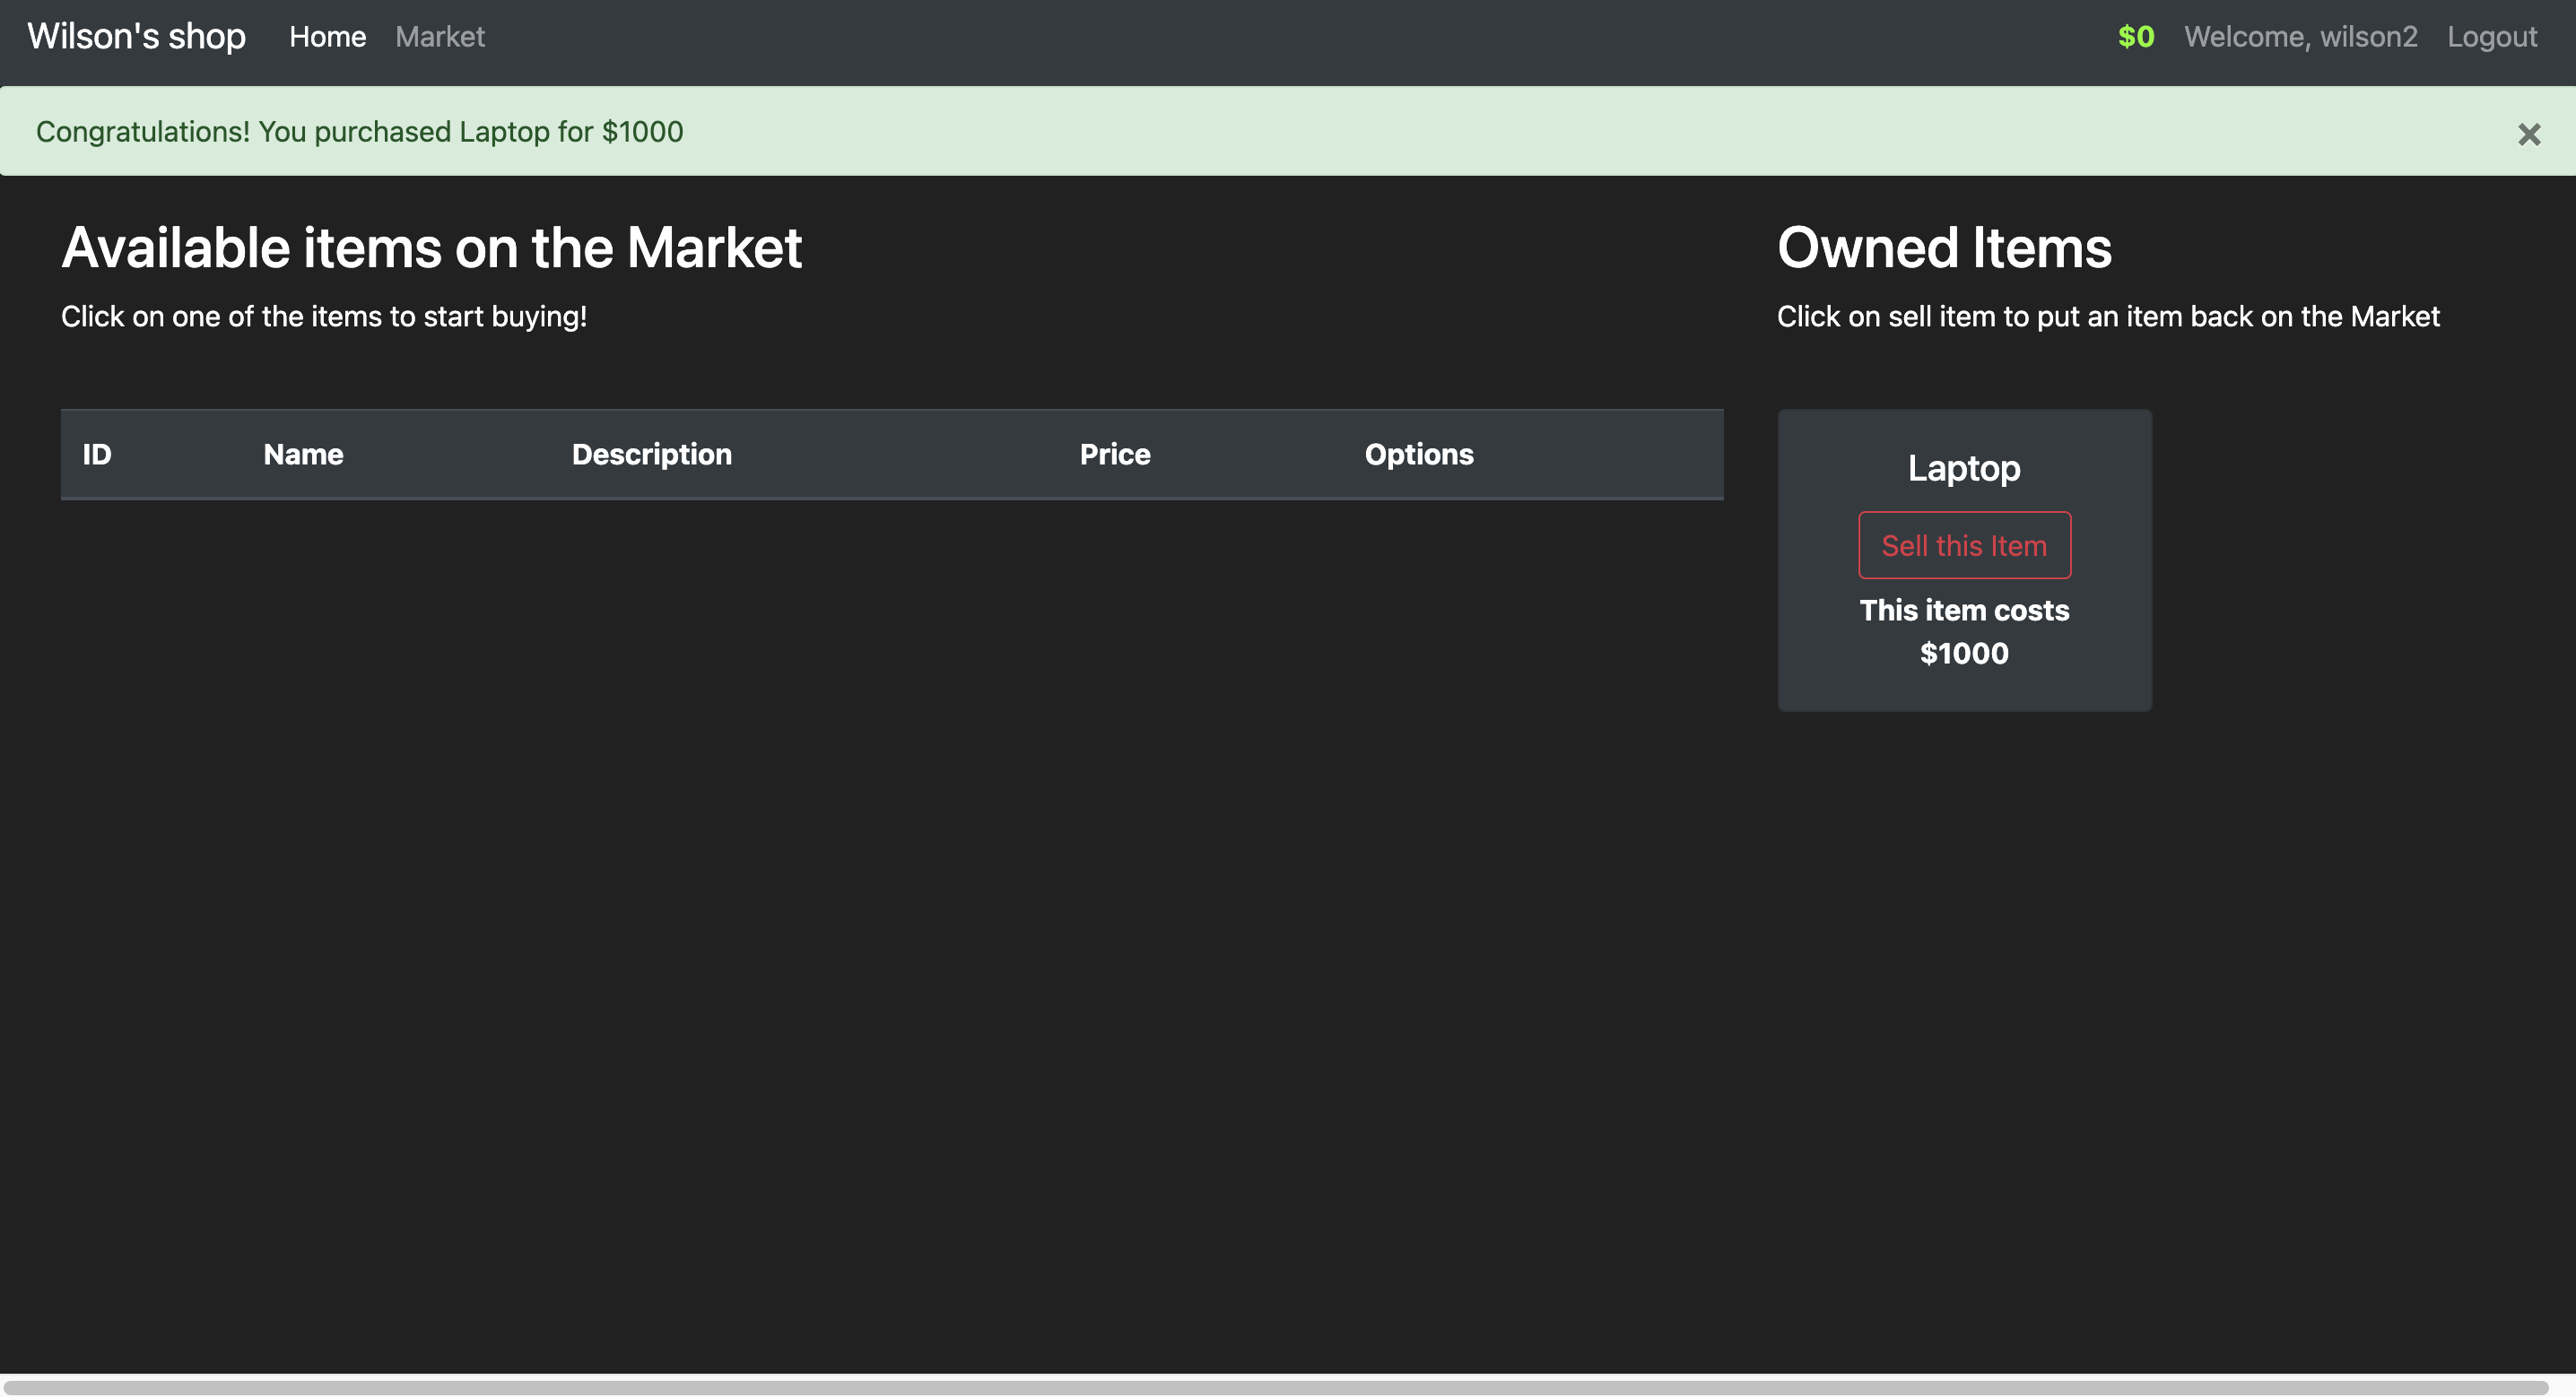 Wilson's shop Home Market $0 Welcome, wilson2 Logout
Congratulations! You purchased Laptop for $1000 ×
Available items on the Market
Click on one of the items to start buying!
ID Name Description Price Options
Owned Items
Click on sell item to put an item back on the Market
Laptop
Sell this Item
This item costs
$1000